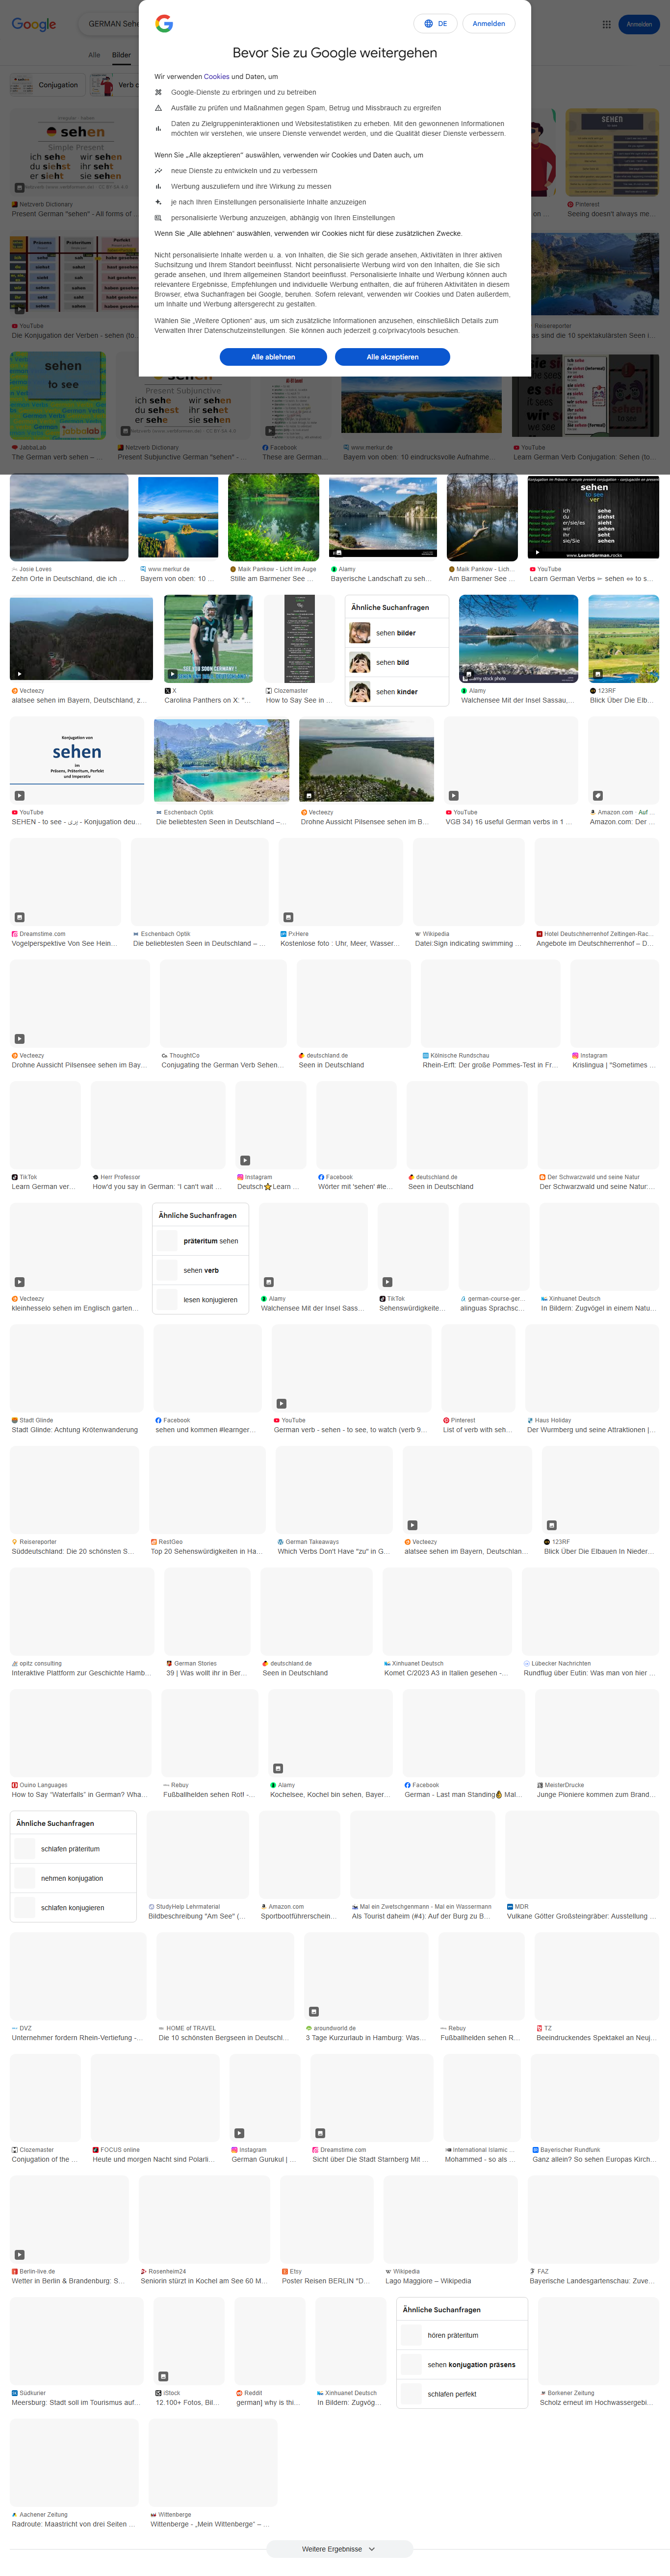 Google
GERMAN Sehe
DE
Anmelden
Anmelden
Alle
Bilder
Bevor Sie zu Google weitergehen
Wir verwenden Cookies und Daten, um
Google-Dienste zu erbringen und zu betreiben
Ausfälle zu prüfen und Maßnahmen gegen Spam, Betrug und Missbrauch zu ergreifen
Daten zu Zielgruppeninteraktionen und Websitestatistiken zu erheben. Mit den gewonnenen Informationen
möchten wir verstehen, wie unsere Dienste verwendet werden, und die Qualität dieser Dienste verbessern.
Wenn Sie „Alle akzeptieren“ auswählen, verwenden wir Cookies und Daten auch, um
neue Dienste zu entwickeln und zu verbessern
Werbung auszuliefern und ihre Wirkung zu messen
je nach Ihren Einstellungen personalisierte Inhalte anzuzeigen
personalisierte Werbung anzuzeigen, abhängig von Ihren Einstellungen
Wenn Sie „Alle ablehnen“ auswählen, verwenden wir Cookies nicht für diese zusätzlichen Zwecke.
Nicht personalisierte Inhalte werden u. a. von Inhalten, die Sie sich gerade ansehen, Aktivitäten in Ihrer aktiven
Suchsitzung und Ihrem Standort beeinflusst. Nicht personalisierte Werbung wird von den Inhalten, die Sie sich
gerade ansehen, und Ihrem allgemeinen Standort beeinflusst. Personalisierte Inhalte und Werbung können auch
relevantere Ergebnisse, Empfehlungen und individuelle Werbung enthalten, die auf früheren Aktivitäten in diesem
Browser, etwa Suchanfragen bei Google, beruhen. Sofern relevant, verwenden wir Cookies und Daten außerdem,
um Inhalte und Werbung altersgerecht zu gestalten.
Wählen Sie „Weitere Optionen“ aus, um sich zusätzliche Informationen anzusehen, einschließlich Details zum
Verwalten Ihrer Datenschutzeinstellungen. Sie können auch jederzeit g.co/privacytools besuchen.
Alle ablehnen
Alle akzeptieren
Conjugation
Netzverb Dictionary
Present German "sehen" - All forms of ...
Pinterest
Seeing doesn't always me...
YouTube
Die Konjugation der Verben - sehen (to ...
Reisereporter
JabbaLab
The German verb sehen – ...
Netzverb Dictionary
Present Subjunctive German "sehen" - ...
Facebook
These are German...
www.merkur.de
Bayern von oben: 10 eindrucksvolle Aufnahme...
YouTube
Learn German Verb Conjugation: Sehen (to...
Josie Loves
Zehn Orte in Deutschland, die ich ...
www.merkur.de
Bayern von oben: 10 ...
Maik Pankow - Licht im Auge
Stille am Barmener See ...
Alamy
Bayerische Landschaft zu seh...
Maik Pankow - Lich...
Am Barmener See ...
YouTube
Learn German Verbs ➳ sehen ⇔ to s...
Vecteezy
alatsee sehen im Bayern, Deutschland, z...
X
Carolina Panthers on X: "...
Clozemaster
How to Say See in ...
Ähnliche Suchanfragen
sehen bilder
sehen bild
sehen kinder
Alamy
Walchensee Mit der Insel Sassau,...
123RF
Blick Über Die Elb...
Konjugation von
sehen
im
Präsens, Präteritum, Perfekt
und Imperativ
YouTube
Eschenbach Optik
Die beliebtesten Seen in Deutschland –...
Vecteezy
Drohne Aussicht Pilsensee sehen im B...
YouTube
VGB 34) 16 useful German verbs in 1 ...
Amazon.com · Auf ...
Amazon.com: Der ...
Dreamstime.com
Vogelperspektive Von See Hein...
Eschenbach Optik
Die beliebtesten Seen in Deutschland – ...
PxHere
Kostenlose foto : Uhr, Meer, Wasser...
Wikipedia
Datei:Sign indicating swimming ...
Hotel Deutschherrenhof Zeltingen-Rac...
Angebote im Deutschherrenhof – D...
Vecteezy
Drohne Aussicht Pilsensee sehen im Bay...
ThoughtCo
Conjugating the German Verb Sehen...
deutschland.de
Seen in Deutschland
Kölnische Rundschau
Rhein-Erft: Der große Pommes-Test in Fr...
Instagram
Krislingua | "Sometimes ...
TikTok
Learn German ver...
Herr Professor
How'd you say in German: “I can't wait ...
Instagram
Deutsch⭐Learn ...
Facebook
Wörter mit 'sehen' #le...
deutschland.de
Seen in Deutschland
Der Schwarzwald und seine Natur
Der Schwarzwald und seine Natur:...
Vecteezy
kleinhesselo sehen im Englisch garten...
Ähnliche Suchanfragen
präteritum sehen
sehen verb
lesen konjugieren
Alamy
Walchensee Mit der Insel Sass...
TikTok
Sehenswürdigkeite...
german-course-ger...
alinguas Sprachsc...
Xinhuanet Deutsch
In Bildern: Zugvögel in einem Natu...
Stadt Glinde
Stadt Glinde: Achtung Krötenwanderung
Facebook
sehen und kommen #learnger...
YouTube
German verb - sehen - to see, to watch (verb 9...
Pinterest
List of verb with seh...
Haus Holiday
Der Wurmberg und seine Attraktionen |...
Reisereporter
Süddeutschland: Die 20 schönsten S...
RestGeo
Top 20 Sehenswürdigkeiten in Ha...
German Takeaways
Which Verbs Don't Have "zu" in G...
Vecteezy
alatsee sehen im Bayern, Deutschlan...
123RF
Blick Über Die Elbauen In Nieder...
opitz consulting
Interaktive Plattform zur Geschichte Hamb...
German Stories
39 | Was wollt ihr in Ber...
deutschland.de
Seen in Deutschland
Xinhuanet Deutsch
Komet C/2023 A3 in Italien gesehen -...
Lübecker Nachrichten
Rundflug über Eutin: Was man von hier ...
Ouino Languages
How to Say “Waterfalls” in German? Wha...
Rebuy
Fußballhelden sehen Rot! -...
Alamy
Kochelsee, Kochel bin sehen, Bayer...
Facebook
German - Last man Standing Mal...
MeisterDrucke
Junge Pioniere kommen zum Brand...
Ähnliche Suchanfragen
schlafen präteritum
nehmen konjugation
schlafen konjugieren
StudyHelp Lehrmaterial
Bildbeschreibung "Am See" (...
Amazon.com
Sportbootführerschein...
Mal ein Zwetschgenmann - Mal ein Wassermann
Als Tourist daheim (#4): Auf der Burg zu B...
MDR
Vulkane Götter Großsteingräber: Ausstellung ...
DVZ
Unternehmer fordern Rhein-Vertiefung -...
HOME of TRAVEL
Die 10 schönsten Bergseen in Deutschl...
aroundworld.de
3 Tage Kurzurlaub in Hamburg: Was...
Rebuy
Fußballhelden sehen R...
TZ
Beeindruckendes Spektakel an Neuj...
Clozemaster
Conjugation of the ...
FOCUS online
Heute und morgen Nacht sind Polarli...
Instagram
German Gurukul | ...
Dreamstime.com
Sicht über Die Stadt Starnberg Mit ...
International Islamic ...
Mohammed - so als ...
Bayerischer Rundfunk
Ganz allein? So sehen Europas Kirch...
Berlin-live.de
Wetter in Berlin & Brandenburg: S...
Rosenheim24
Seniorin stürzt in Kochel am See 60 M...
Etsy
Poster Reisen BERLIN "D...
Wikipedia
Lago Maggiore – Wikipedia
FAZ
Bayerische Landesgartenschau: Zuve...
Südkurier
Meersburg: Stadt soll im Tourismus auf...
iStock
12.100+ Fotos, Bil...
Reddit
german] why is thi...
Xinhuanet Deutsch
In Bildern: Zugvög...
Ähnliche Suchanfragen
hören präteritum
sehen konjugation präsens
schlafen perfekt
Borkener Zeitung
Scholz erneut im Hochwassergebi...
Aachener Zeitung
Radroute: Maastricht von drei Seiten ...
Wittenberge
Wittenberge - „Mein Wittenberge“ – ...
Weitere Ergebnisse